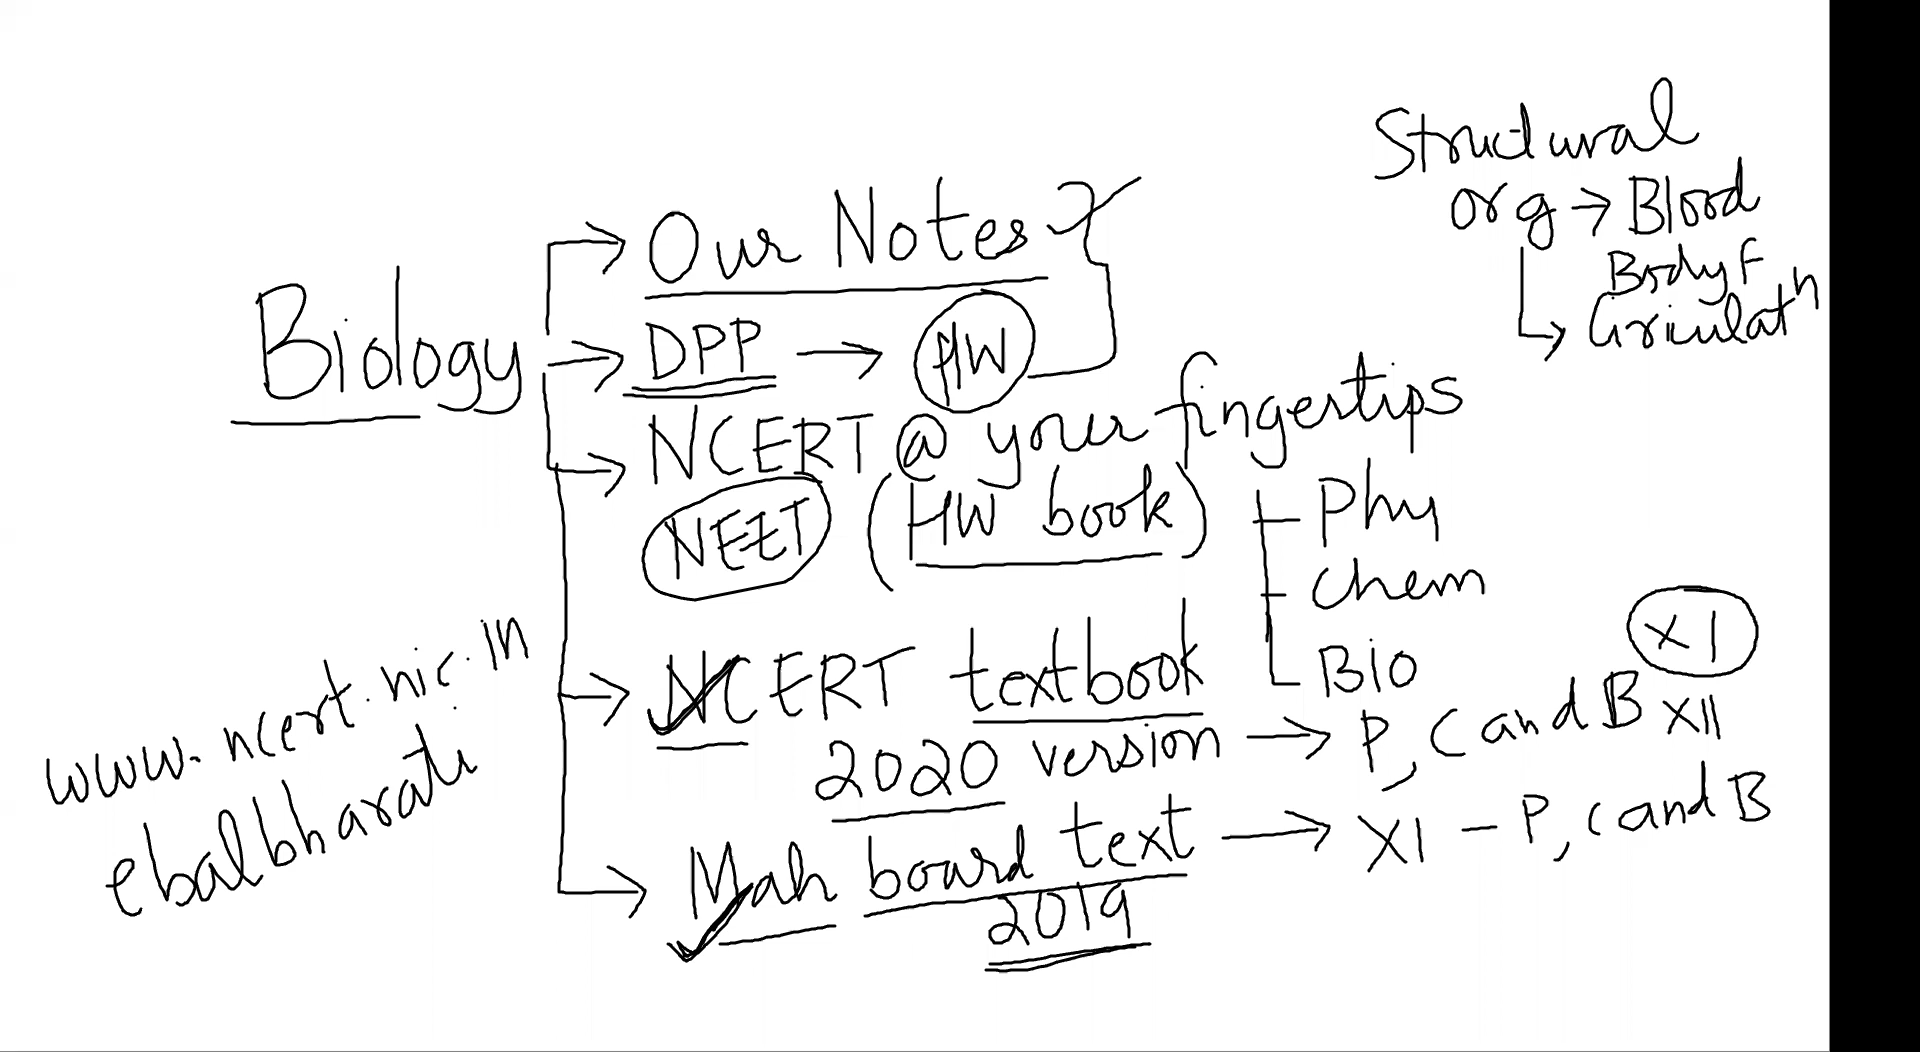 Structural
org → Blood
Body F
→ Circulatn
Biology
→ Our Notes
→ DPP → HW
→ NCERT @ your fingertips
NEET (HW book)
Phy
Chem
Bio
→ NCERT textbook
2020 version → P, C and B XII
XI
→ Mah board text → XI - P, C and B
2019
www.ncert.nic.in
ebalbharati